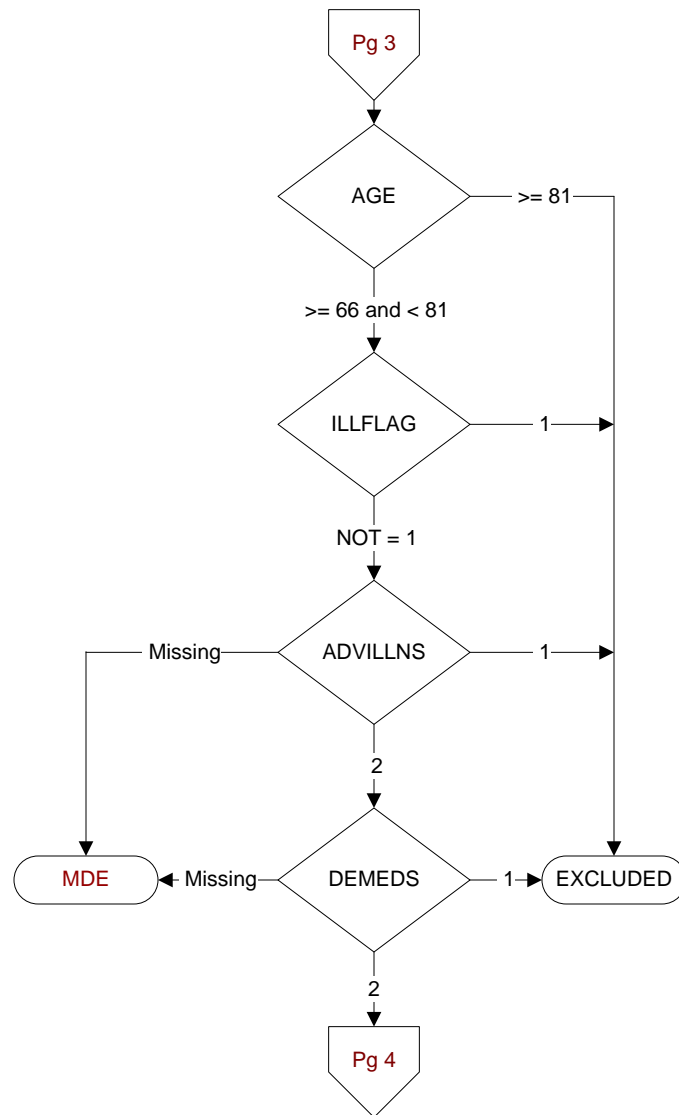 Pg 3
AGE
>= 81
>= 66 and < 81
ILLFLAG
1
NOT = 1
Missing
ADVILLNS
1
2
MDE
Missing
DEMEDS
1
EXCLUDED
2
Pg 4